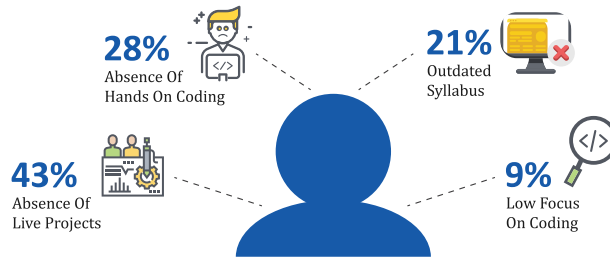 28%
Absence Of
Hands On Coding
</>
21%
Outdated
Syllabus
43%
Absence Of
Live Projects
</>
9%
Low Focus
On Coding